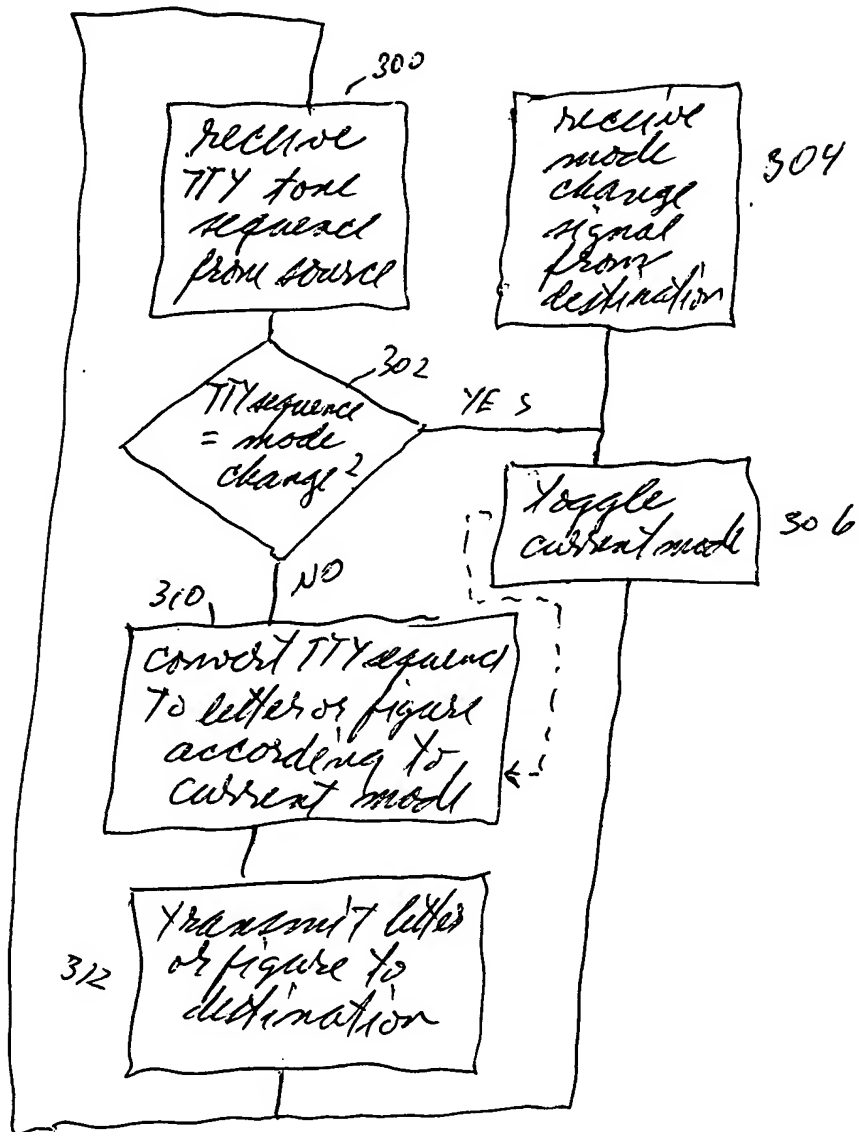 300
receive
TTY tone
sequence
from source
receive
mode
change
signal
from
destination
304
302
TTY sequence
= mode
change?
YES
toggle
current mode
306
NO
310
convert TTY sequence
to letter or figure
according to
current mode
312
transmit letter
or figure to
destination